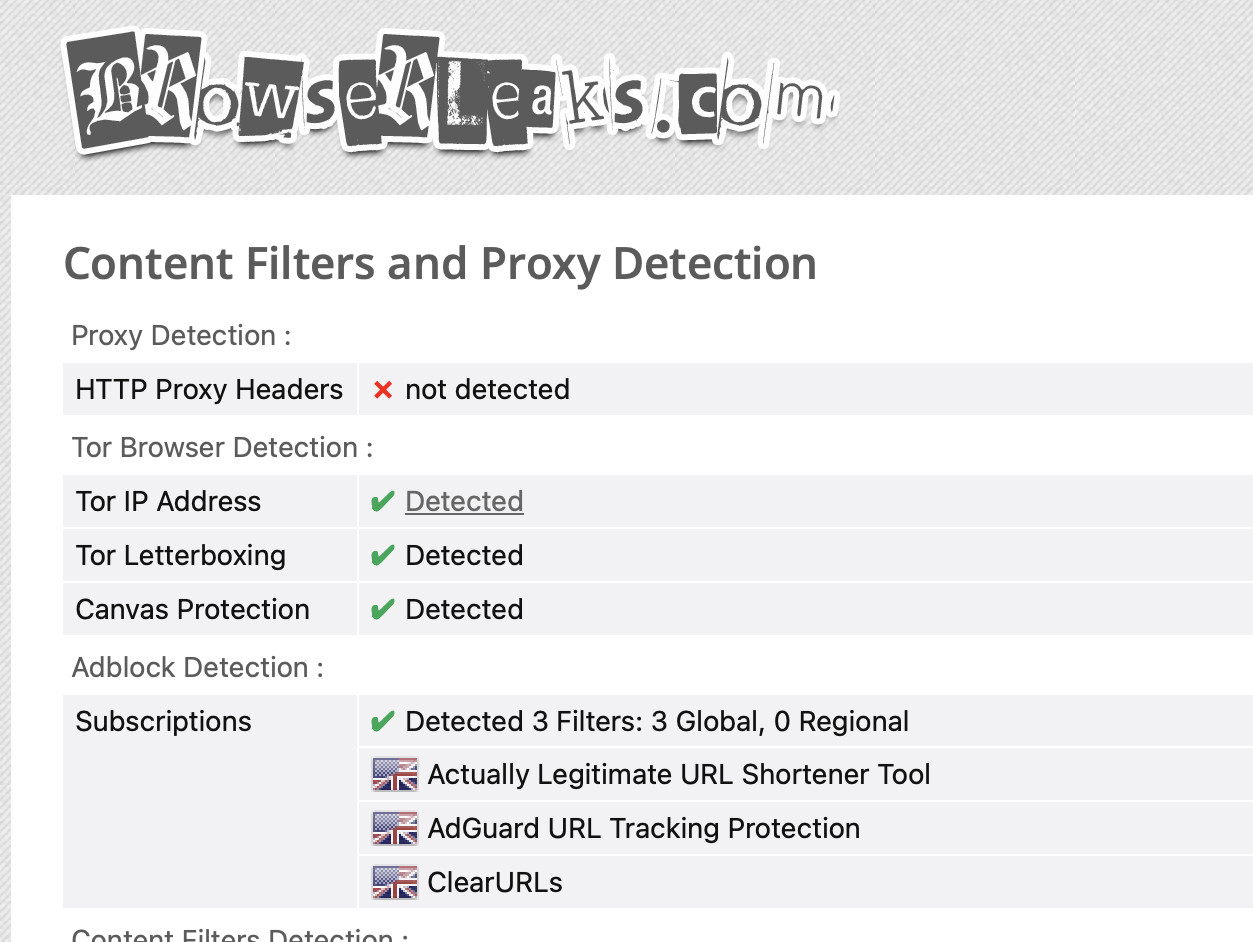 BRowseRLeaks.com
Content Filters and Proxy Detection
Proxy Detection :
HTTP Proxy Headers ✕ not detected
Tor Browser Detection :
Tor IP Address ✔ Detected
Tor Letterboxing ✔ Detected
Canvas Protection ✔ Detected
Adblock Detection :
Subscriptions ✔ Detected 3 Filters: 3 Global, 0 Regional
Actually Legitimate URL Shortener Tool
AdGuard URL Tracking Protection
ClearURLs
Content Filters Detection :